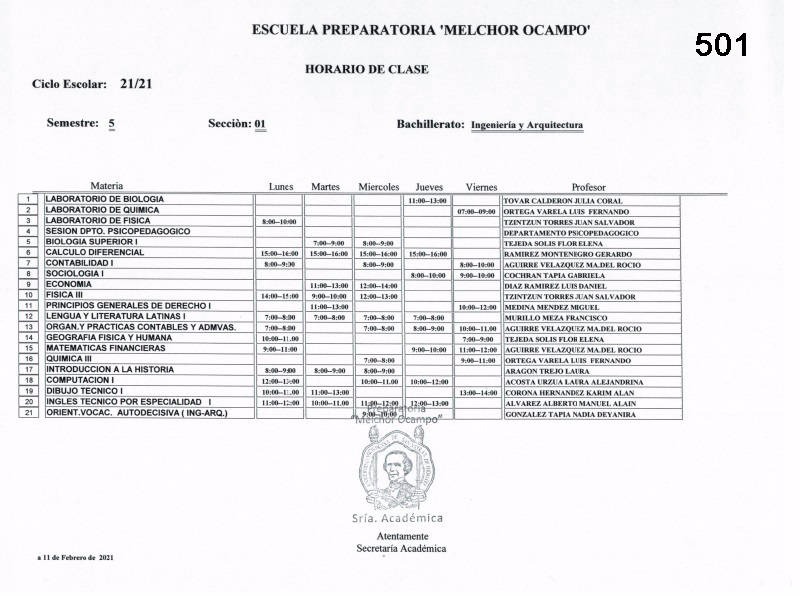 ESCUELA PREPARATORIA 'MELCHOR OCAMPO'
501
HORARIO DE CLASE
Ciclo Escolar: 21/21
Semestre: 5 Secciòn: 01 Bachillerato: Ingeniería y Arquitectura
Materia Lunes Martes Miercoles Jueves Viernes Profesor
1 LABORATORIO DE BIOLOGIA 11:00--13:00 TOVAR CALDERON JULIA CORAL
2 LABORATORIO DE QUIMICA 07:00--09:00 ORTEGA VARELA LUIS FERNANDO
3 LABORATORIO DE FISICA 8:00--10:00 TZINTZUN TORRES JUAN SALVADOR
4 SESION DPTO. PSICOPEDAGOGICO DEPARTAMENTO PSICOPEDAGOGICO
5 BIOLOGIA SUPERIOR I 7:00--9:00 8:00--9:00 TEJEDA SOLIS FLOR ELENA
6 CALCULO DIFERENCIAL 15:00--16:00 15:00--16:00 15:00--16:00 15:00--16:00 RAMIREZ MONTENEGRO GERARDO
7 CONTABILIDAD I 8:00--9:00 8:00--9:00 8:00--10:00 AGUIRRE VELAZQUEZ MA.DEL ROCIO
8 SOCIOLOGIA I 8:00--10:00 9:00--10:00 COCHRAN TAPIA GABRIELA
9 ECONOMIA 11:00--13:00 12:00--14:00 DIAZ RAMIREZ LUIS DANIEL
10 FISICA III 14:00--15:00 9:00--10:00 12:00--13:00 TZINTZUN TORRES JUAN SALVADOR
11 PRINCIPIOS GENERALES DE DERECHO I 11:00--13:00 10:00--12:00 MEDINA MENDEZ MIGUEL
12 LENGUA Y LITERATURA LATINAS I 7:00--8:00 7:00--8:00 7:00--8:00 7:00--8:00 MURILLO MEZA FRANCISCO
13 ORGAN.Y PRACTICAS CONTABLES Y ADMVAS. 7:00--8:00 7:00--8:00 8:00--9:00 10:00--11.00 AGUIRRE VELAZQUEZ MA.DEL ROCIO
14 GEOGRAFIA FISICA Y HUMANA 10:00--11.00 7:00--9:00 TEJEDA SOLIS FLOR ELENA
15 MATEMATICAS FINANCIERAS 9:00--11:00 9:00--10:00 11:00--12:00 AGUIRRE VELAZQUEZ MA.DEL ROCIO
16 QUIMICA III 7:00--8:00 9:00--11:00 ORTEGA VARELA LUIS FERNANDO
17 INTRODUCCION A LA HISTORIA 8:00--9:00 8:00--9:00 8:00--9:00 ARAGON TREJO LAURA
18 COMPUTACION I 12:00--13:00 10:00--11.00 10:00--12:00 ACOSTA URZUA LAURA ALEJANDRINA
19 DIBUJO TECNICO I 10:00--11.00 11:00--13:00 13:00--14:00 CORONA HERNANDEZ KARIM ALAN
20 INGLES TECNICO POR ESPECIALIDAD I 11:00--12:00 10:00--11.00 11:00--12:00 12:00--13:00 ALVAREZ ALBERTO MANUEL ALAIN
21 ORIENT.VOCAC. AUTODECISIVA ( ING-ARQ.) 9:00--10:00 GONZALEZ TAPIA NADIA DEYANIRA
Preparatoria
"Melchor Ocampo"
Sría. Académica
Atentamente
Secretaría Académica
a 11 de Febrero de 2021